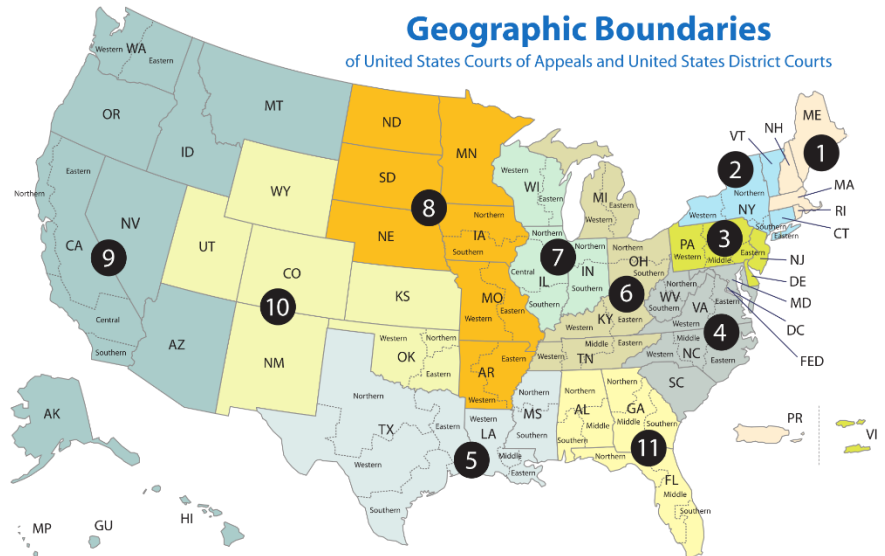 Geographic Boundaries
of United States Courts of Appeals and United States District Courts
Western
WA
Eastern
OR
ID
MT
Northern
Eastern
CA
NV
9
Central
Southern
AZ
AK
HI
MP
GU
WY
UT
CO
10
KS
NM
Western
Northern
OK
Eastern
ND
MN
SD
8
NE
Northern
IA
Southern
MO
Western
Eastern
Eastern
AR
Western
Northern
TX
Eastern
Western
Southern
Western
LA
Middle
Eastern
5
Northern
MS
Southern
Western
WI
Eastern
Northern
7
Northern
Central
IL
IN
Southern
Southern
MI
Western
Eastern
Northern
OH
Southern
6
KY
Western
Eastern
Western
Middle
Eastern
TN
Northern
AL
Middle
Southern
Northern
GA
Middle
Southern
11
Northern
FL
Middle
Southern
Northern
WV
Southern
VA
Eastern
Western
4
Middle
Western
NC
Eastern
SC
PA
3
Western
Middle
Eastern
NJ
DE
MD
DC
FED
VT
NH
ME
1
2
Northern
Western
NY
Southern
Eastern
MA
RI
CT
PR
VI